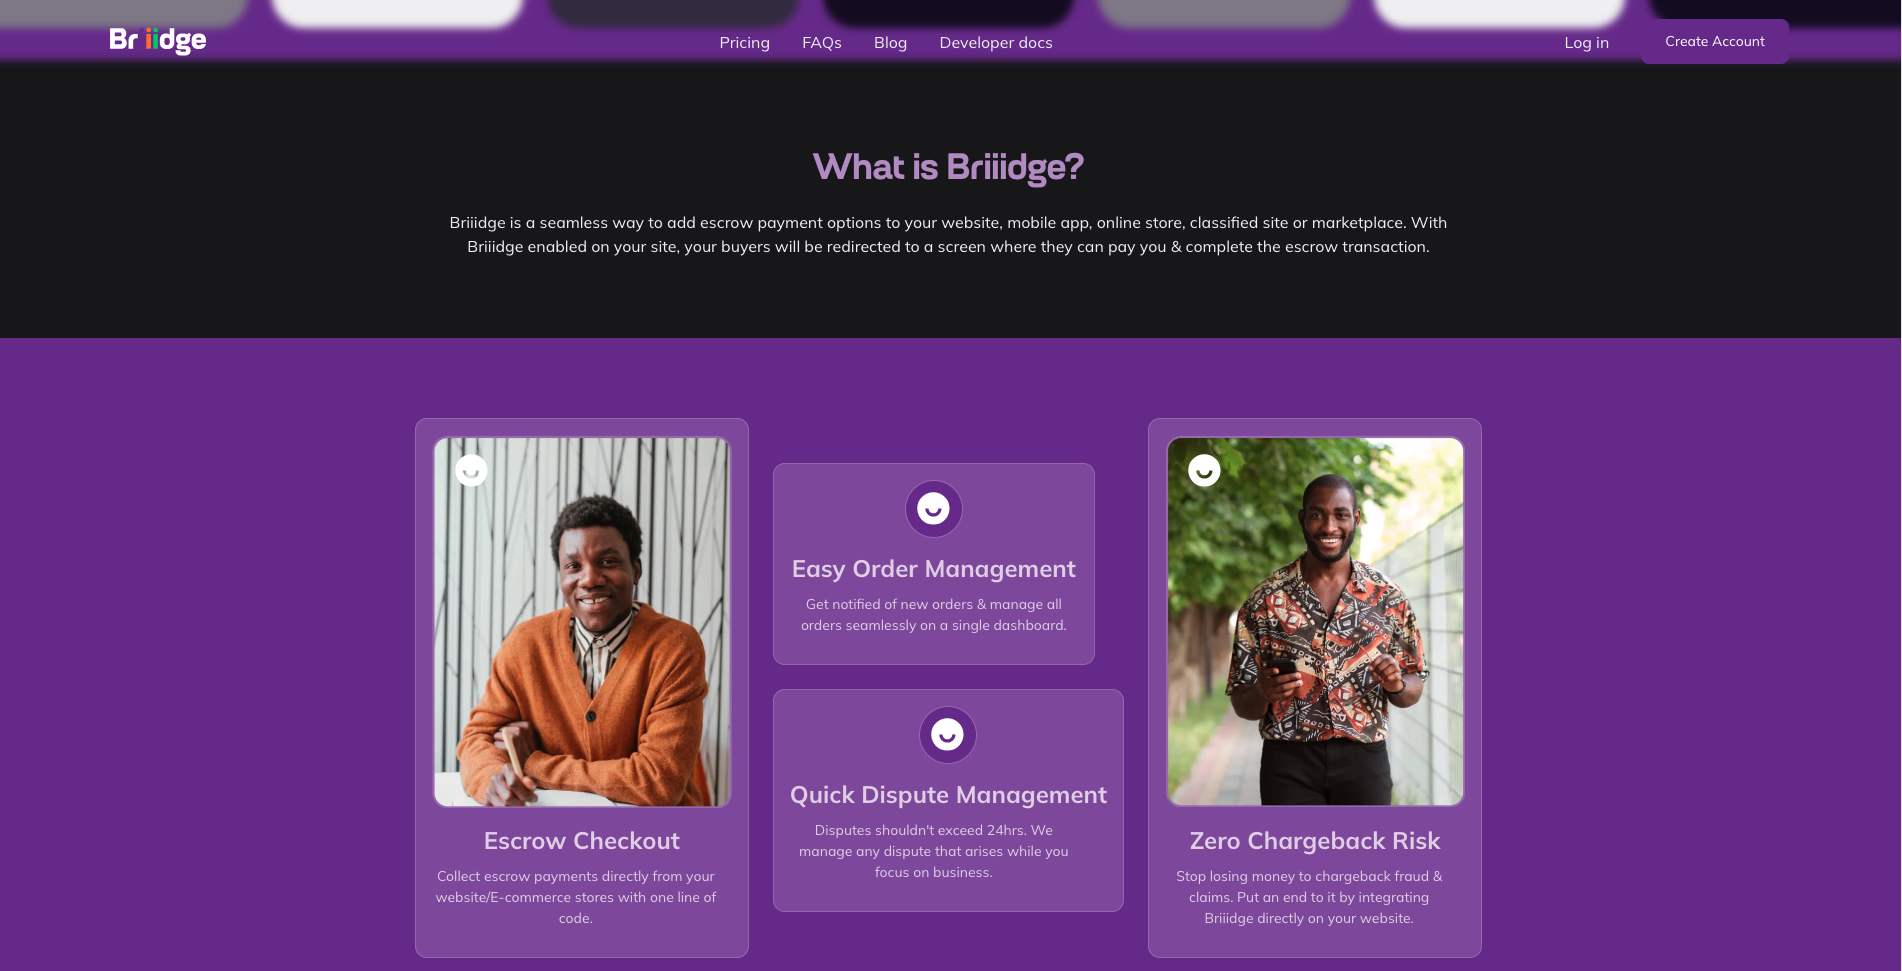 Briiidge
Pricing
FAQs
Blog
Developer docs
Log in
Create Account
What is Briiidge?
Briiidge is a seamless way to add escrow payment options to your website, mobile app, online store, classified site or marketplace. With
Briiidge enabled on your site, your buyers will be redirected to a screen where they can pay you & complete the escrow transaction.
Escrow Checkout
Collect escrow payments directly from your
website/E-commerce stores with one line of
code.
Easy Order Management
Get notified of new orders & manage all
orders seamlessly on a single dashboard.
Quick Dispute Management
Disputes shouldn't exceed 24hrs. We
manage any dispute that arises while you
focus on business.
Zero Chargeback Risk
Stop losing money to chargeback fraud &
claims. Put an end to it by integrating
Briiidge directly on your website.